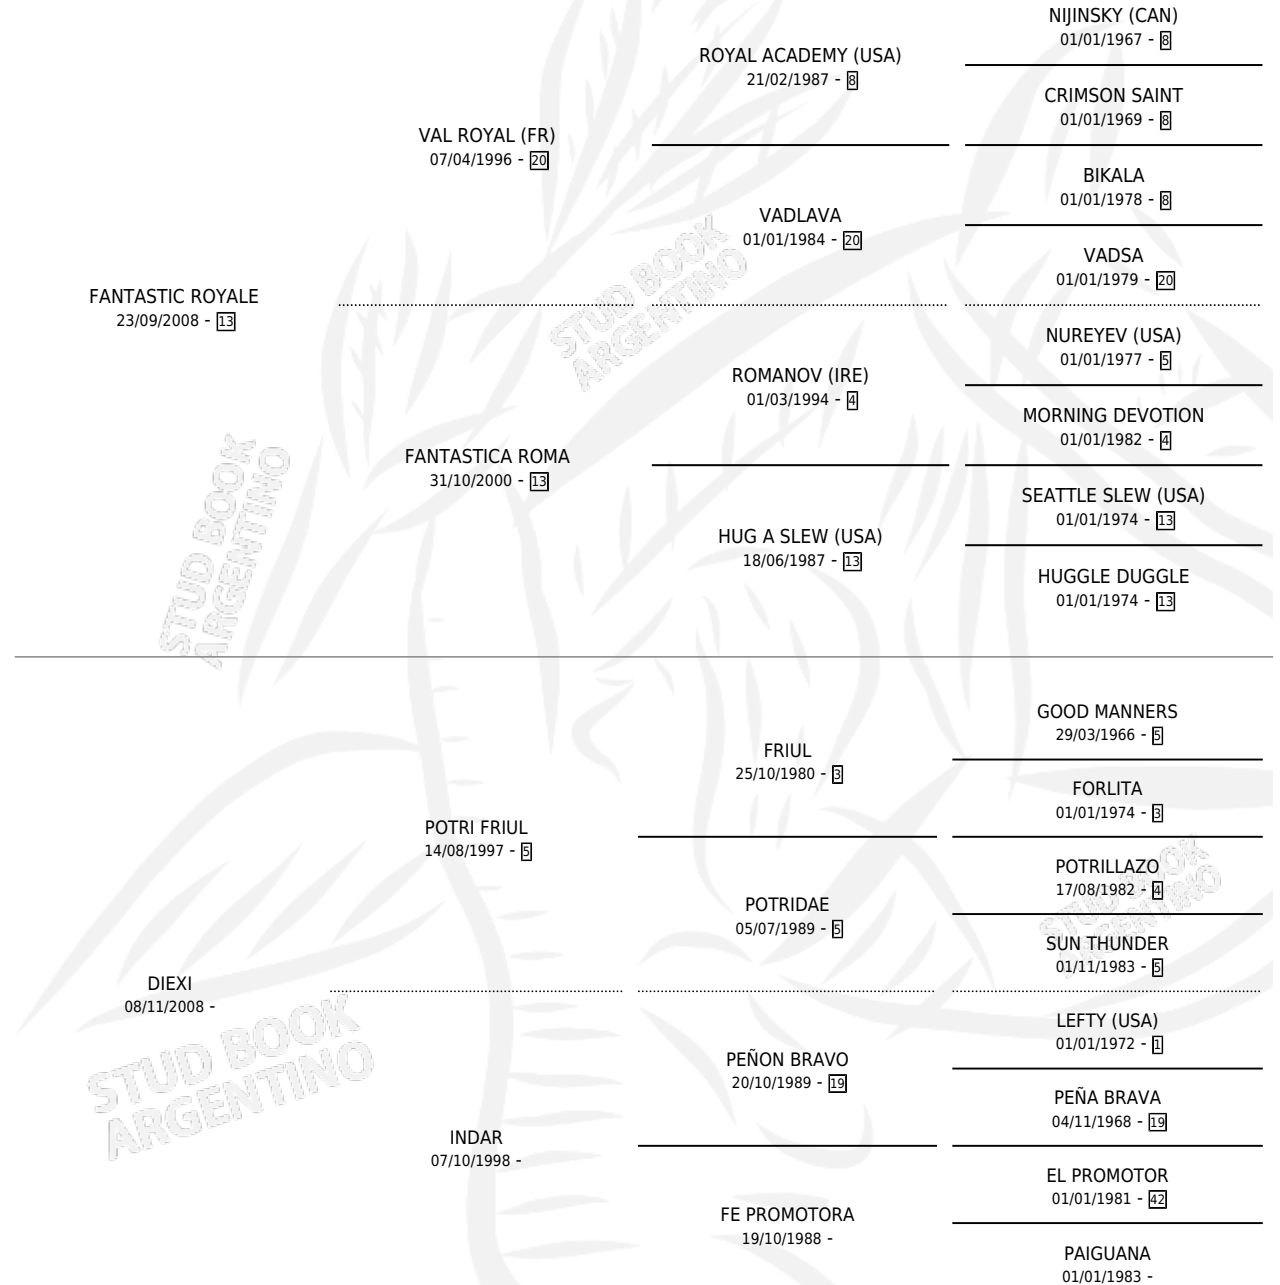 NIJINSKY (CAN)
01/01/1967 - 8
ROYAL ACADEMY (USA)
21/02/1987 - 8
CRIMSON SAINT
01/01/1969 - 8
VAL ROYAL (FR)
07/04/1996 - 20
BIKALA
01/01/1978 - 8
VADLAVA
01/01/1984 - 20
VADSA
01/01/1979 - 20
FANTASTIC ROYALE
23/09/2008 - 13
NUREYEV (USA)
01/01/1977 - 5
ROMANOV (IRE)
01/03/1994 - 4
MORNING DEVOTION
01/01/1982 - 4
FANTASTICA ROMA
31/10/2000 - 13
SEATTLE SLEW (USA)
01/01/1974 - 13
HUG A SLEW (USA)
18/06/1987 - 13
HUGGLE DUGGLE
01/01/1974 - 13
STUD BOOK
ARGENTINO
STUD BOOK
ARGENTINO
GOOD MANNERS
29/03/1966 - 5
FRIUL
25/10/1980 - 3
FORLITA
01/01/1974 - 3
POTRI FRIUL
14/08/1997 - 5
POTRILLAZO
17/08/1982 - 4
POTRIDAE
05/07/1989 - 5
SUN THUNDER
01/11/1983 - 5
STUD BOOK
ARGENTINO
DIEXI
08/11/2008 -
LEFTY (USA)
01/01/1972 - 1
PEÑON BRAVO
20/10/1989 - 19
PEÑA BRAVA
04/11/1968 - 19
INDAR
07/10/1998 -
EL PROMOTOR
01/01/1981 - 42
FE PROMOTORA
19/10/1988 -
PAIGUANA
01/01/1983 -
STUD BOOK
ARGENTINO